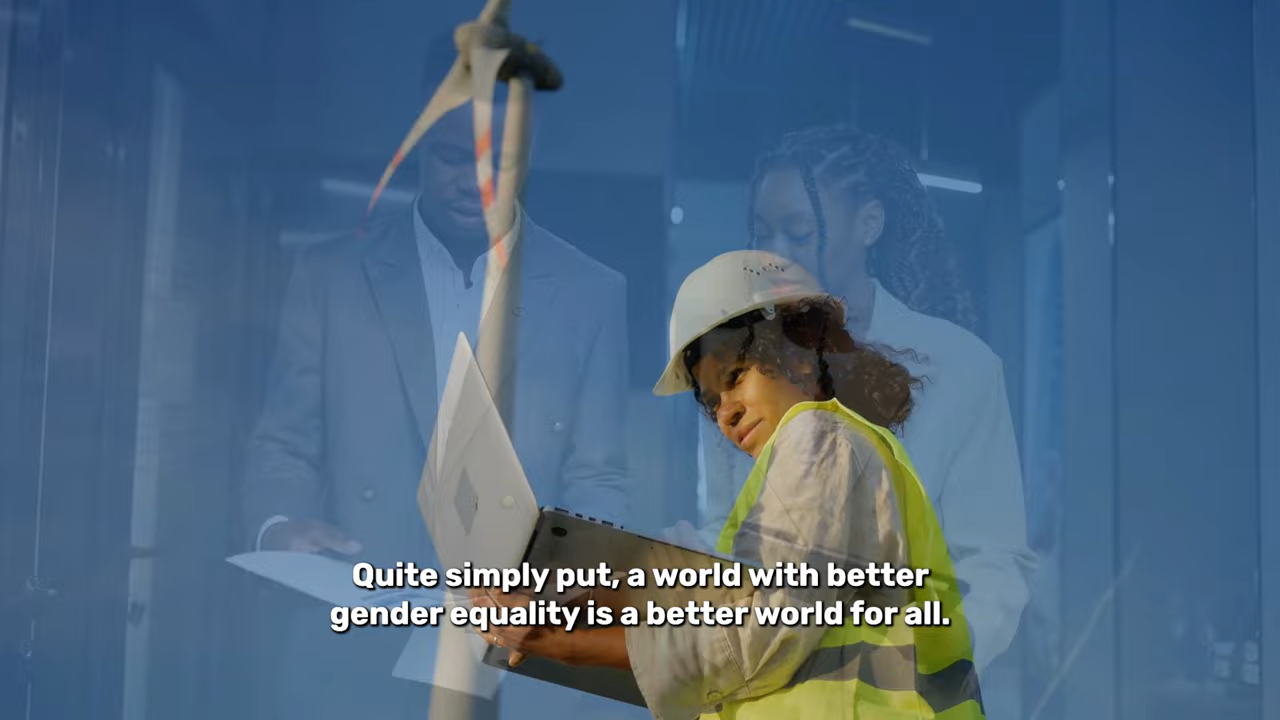 Quite simply put, a world with better
gender equality is a better world for all.